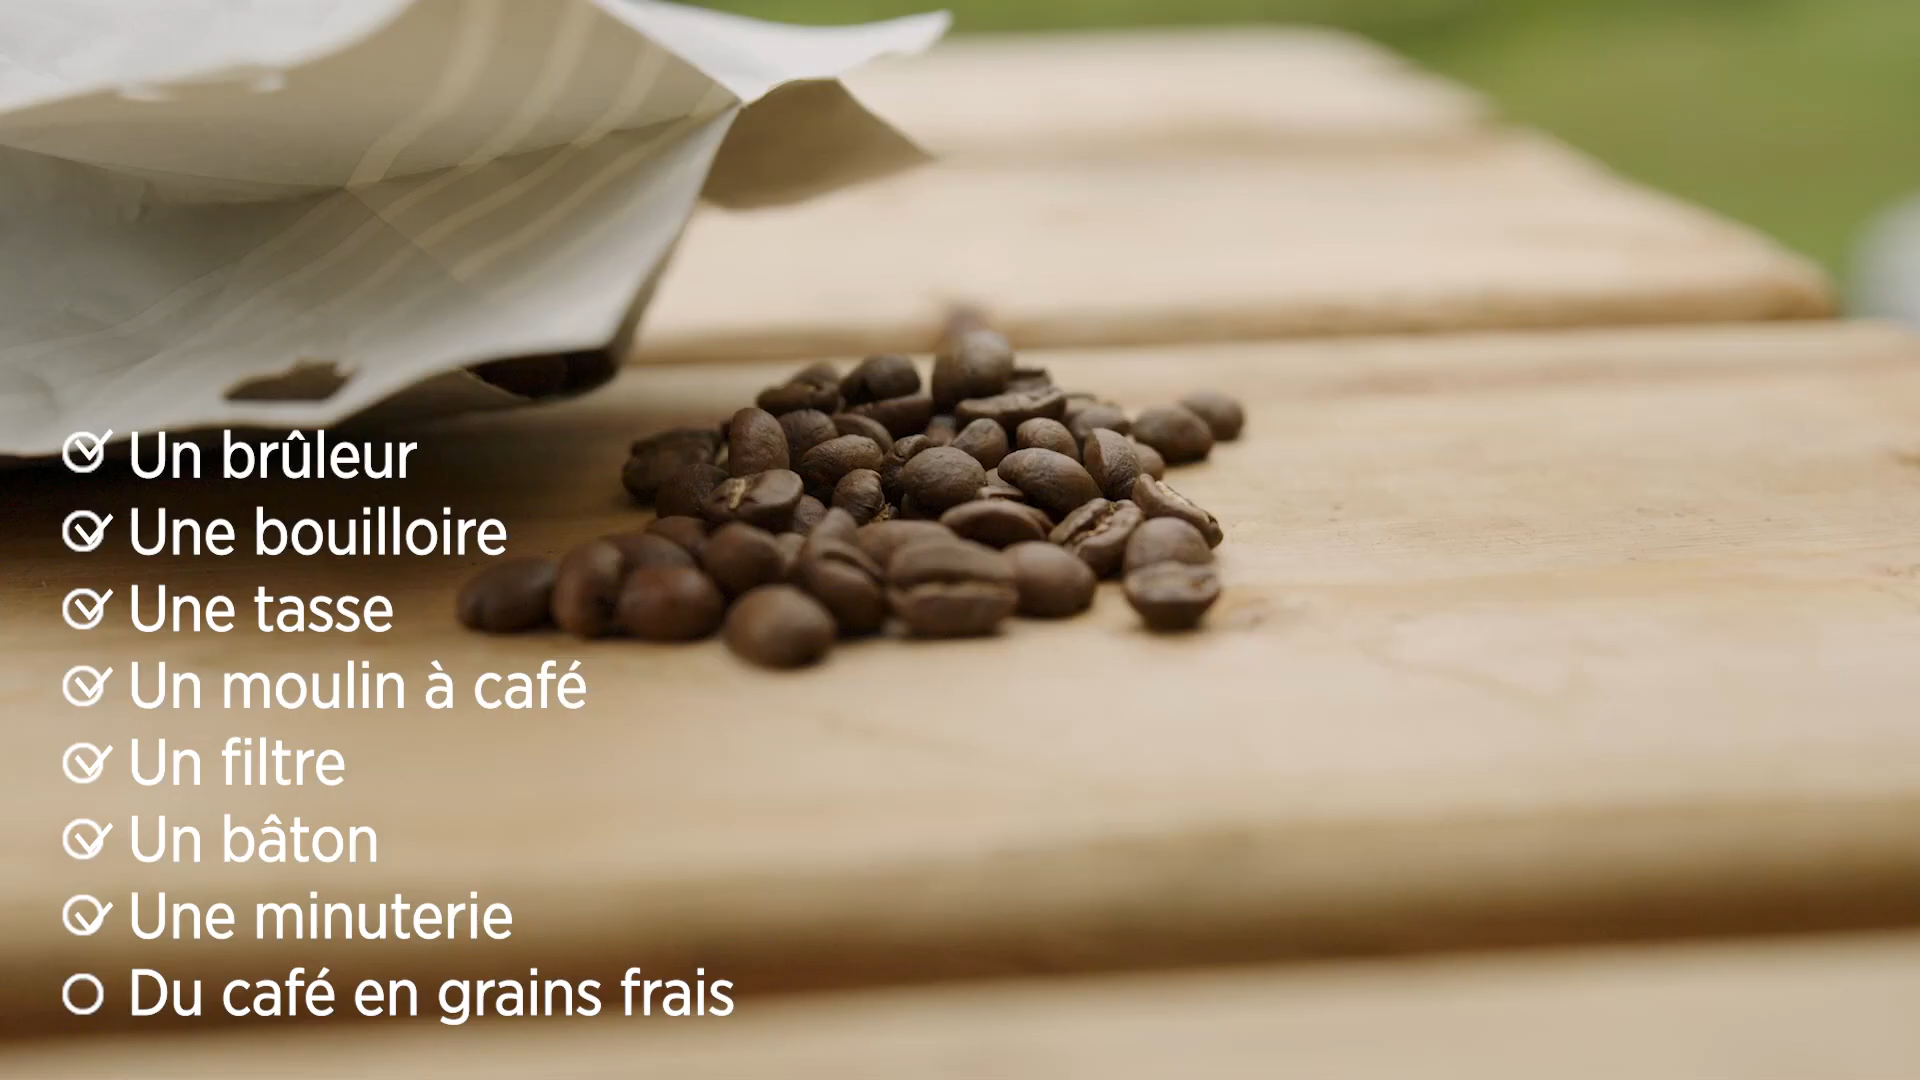 Un brûleur
Une bouilloire
Une tasse
Un moulin à café
Un filtre
Un bâton
Une minuterie
Du café en grains frais